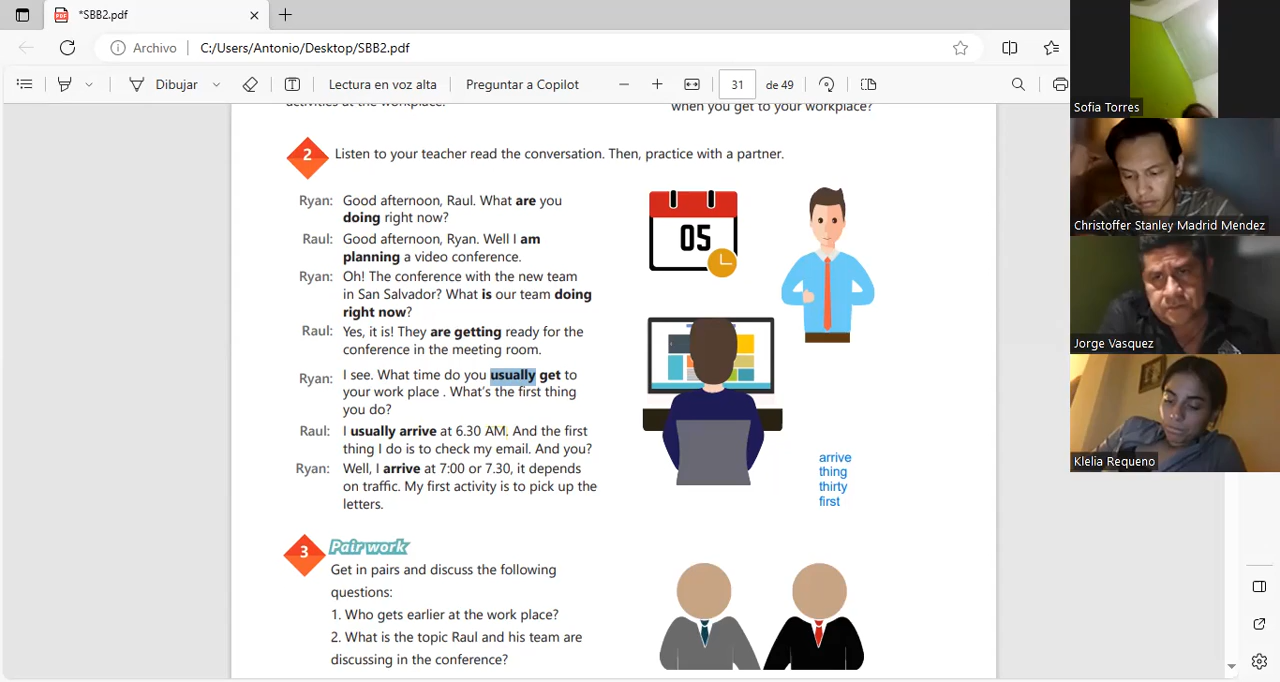 *SBB2.pdf
Archivo
C:/Users/Antonio/Desktop/SBB2.pdf
Dibujar
Lectura en voz alta
Preguntar a Copilot
31
de 49
activities at the workplace.
when you get to your workplace?
2
Listen to your teacher read the conversation. Then, practice with a partner.
Ryan: Good afternoon, Raul. What are you
doing right now?
Raul: Good afternoon, Ryan. Well I am
planning a video conference.
Ryan: Oh! The conference with the new team
in San Salvador? What is our team doing
right now?
Raul: Yes, it is! They are getting ready for the
conference in the meeting room.
Ryan: I see. What time do you usually get to
your work place . What's the first thing
you do?
Raul: I usually arrive at 6.30 AM. And the first
thing I do is to check my email. And you?
Ryan: Well, I arrive at 7:00 or 7.30, it depends
on traffic. My first activity is to pick up the
letters.
05
arrive
thing
thirty
first
3
Pair work
Get in pairs and discuss the following
questions:
1. Who gets earlier at the work place?
2. What is the topic Raul and his team are
discussing in the conference?
Sofia Torres
Christoffer Stanley Madrid Mendez
Jorge Vasquez
Klelia Requeno